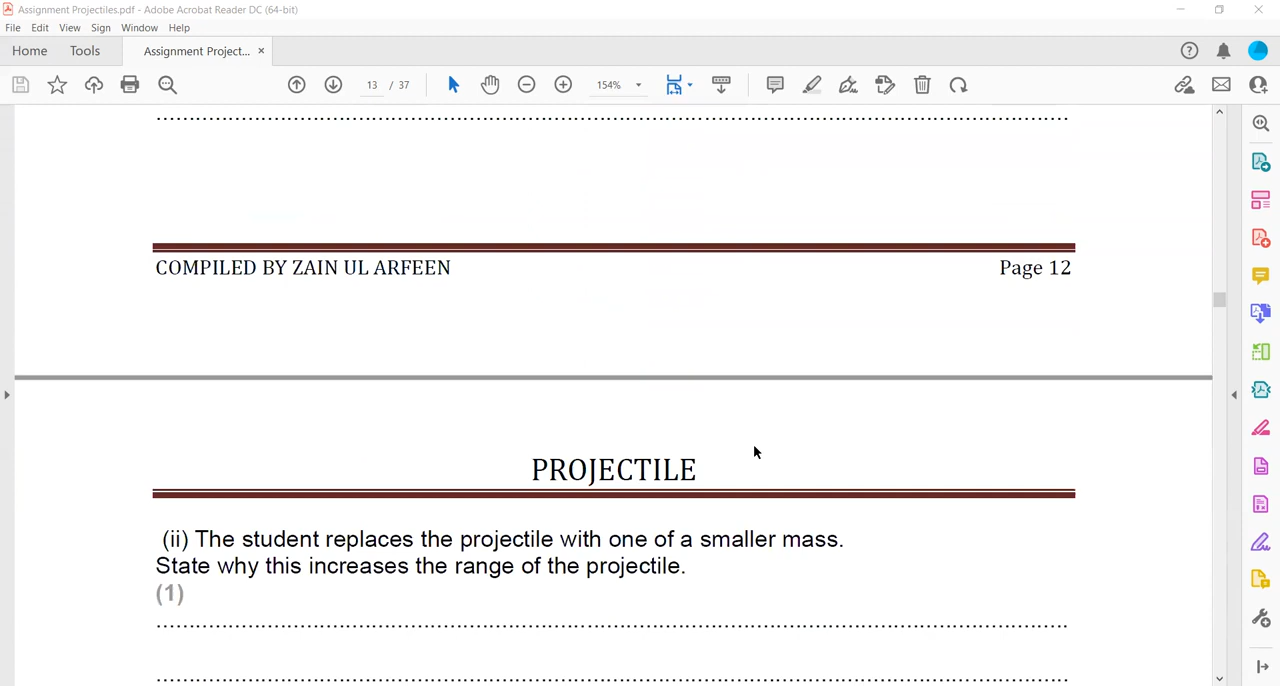 Assignment Projectiles.pdf - Adobe Acrobat Reader DC (64-bit)
File Edit View Sign Window Help
Home Tools Assignment Project... ×
13 / 37 154%
................................................................................
COMPILED BY ZAIN UL ARFEEN Page 12
PROJECTILE
(ii) The student replaces the projectile with one of a smaller mass.
State why this increases the range of the projectile.
(1)
................................................................................
................................................................................